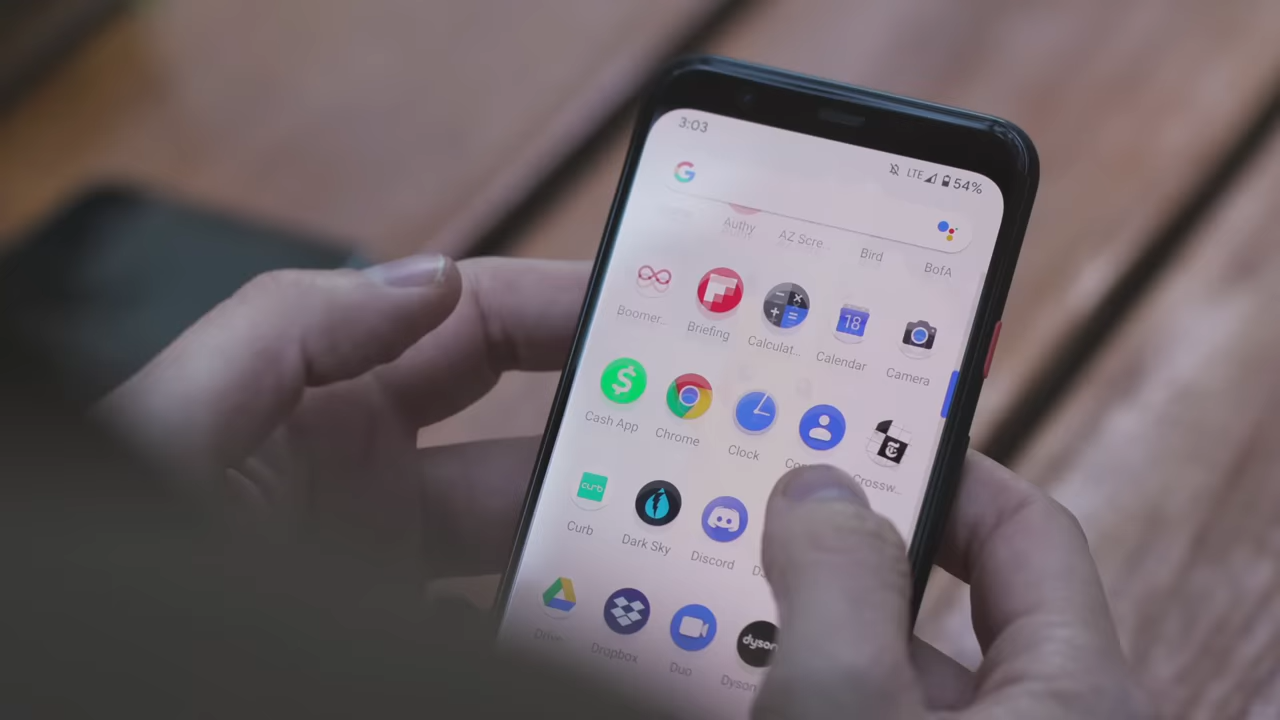 3:03
LTE 54%
G
Authy AZ Scre.. Bird BofA
Boomer.. Briefing Calculat.. Calendar Camera
18
Cash App Chrome Clock Crossw..
curb
Curb Dark Sky Discord
dyson
Drive Dropbox Duo Dyson